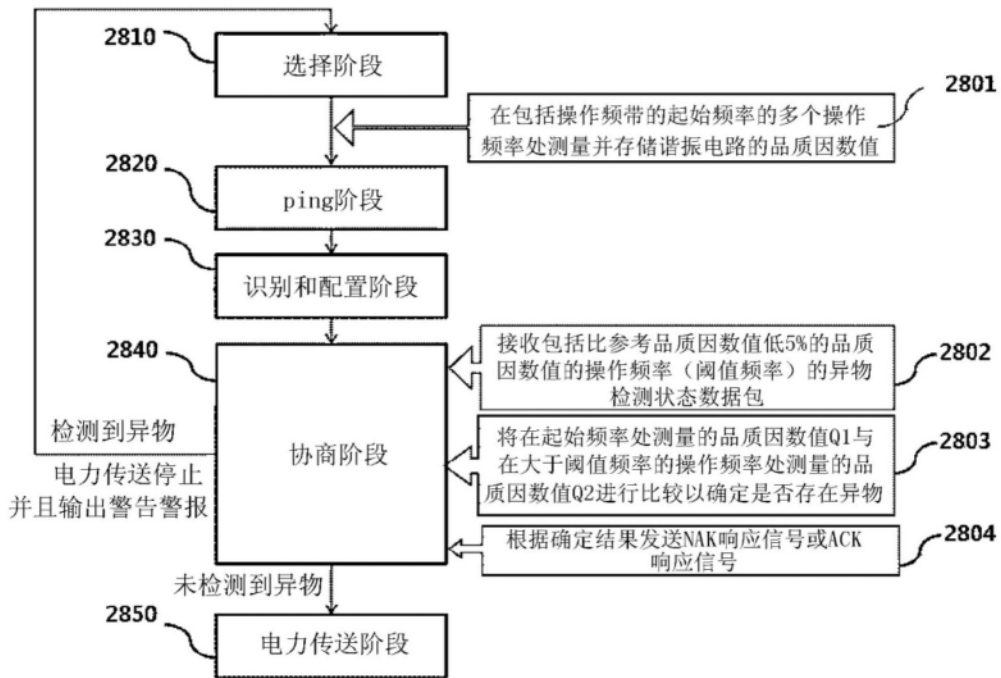 2810
选择阶段
2801
在包括操作频带的起始频率的多个操作
频率处测量并存储谐振电路的品质因数值
2820
ping阶段
2830
识别和配置阶段
2840
协商阶段
接收包括比参考品质因数值低5%的品质
因数值的操作频率（阈值频率）的异物
检测状态数据包
2802
将在起始频率处测量的品质因数值Q1与
在大于阈值频率的操作频率处测量的品
质因数值Q2进行比较以确定是否存在异物
2803
检测到异物
电力传送停止
并且输出警告警报
根据确定结果发送NAK响应信号或ACK
响应信号
2804
未检测到异物
2850
电力传送阶段